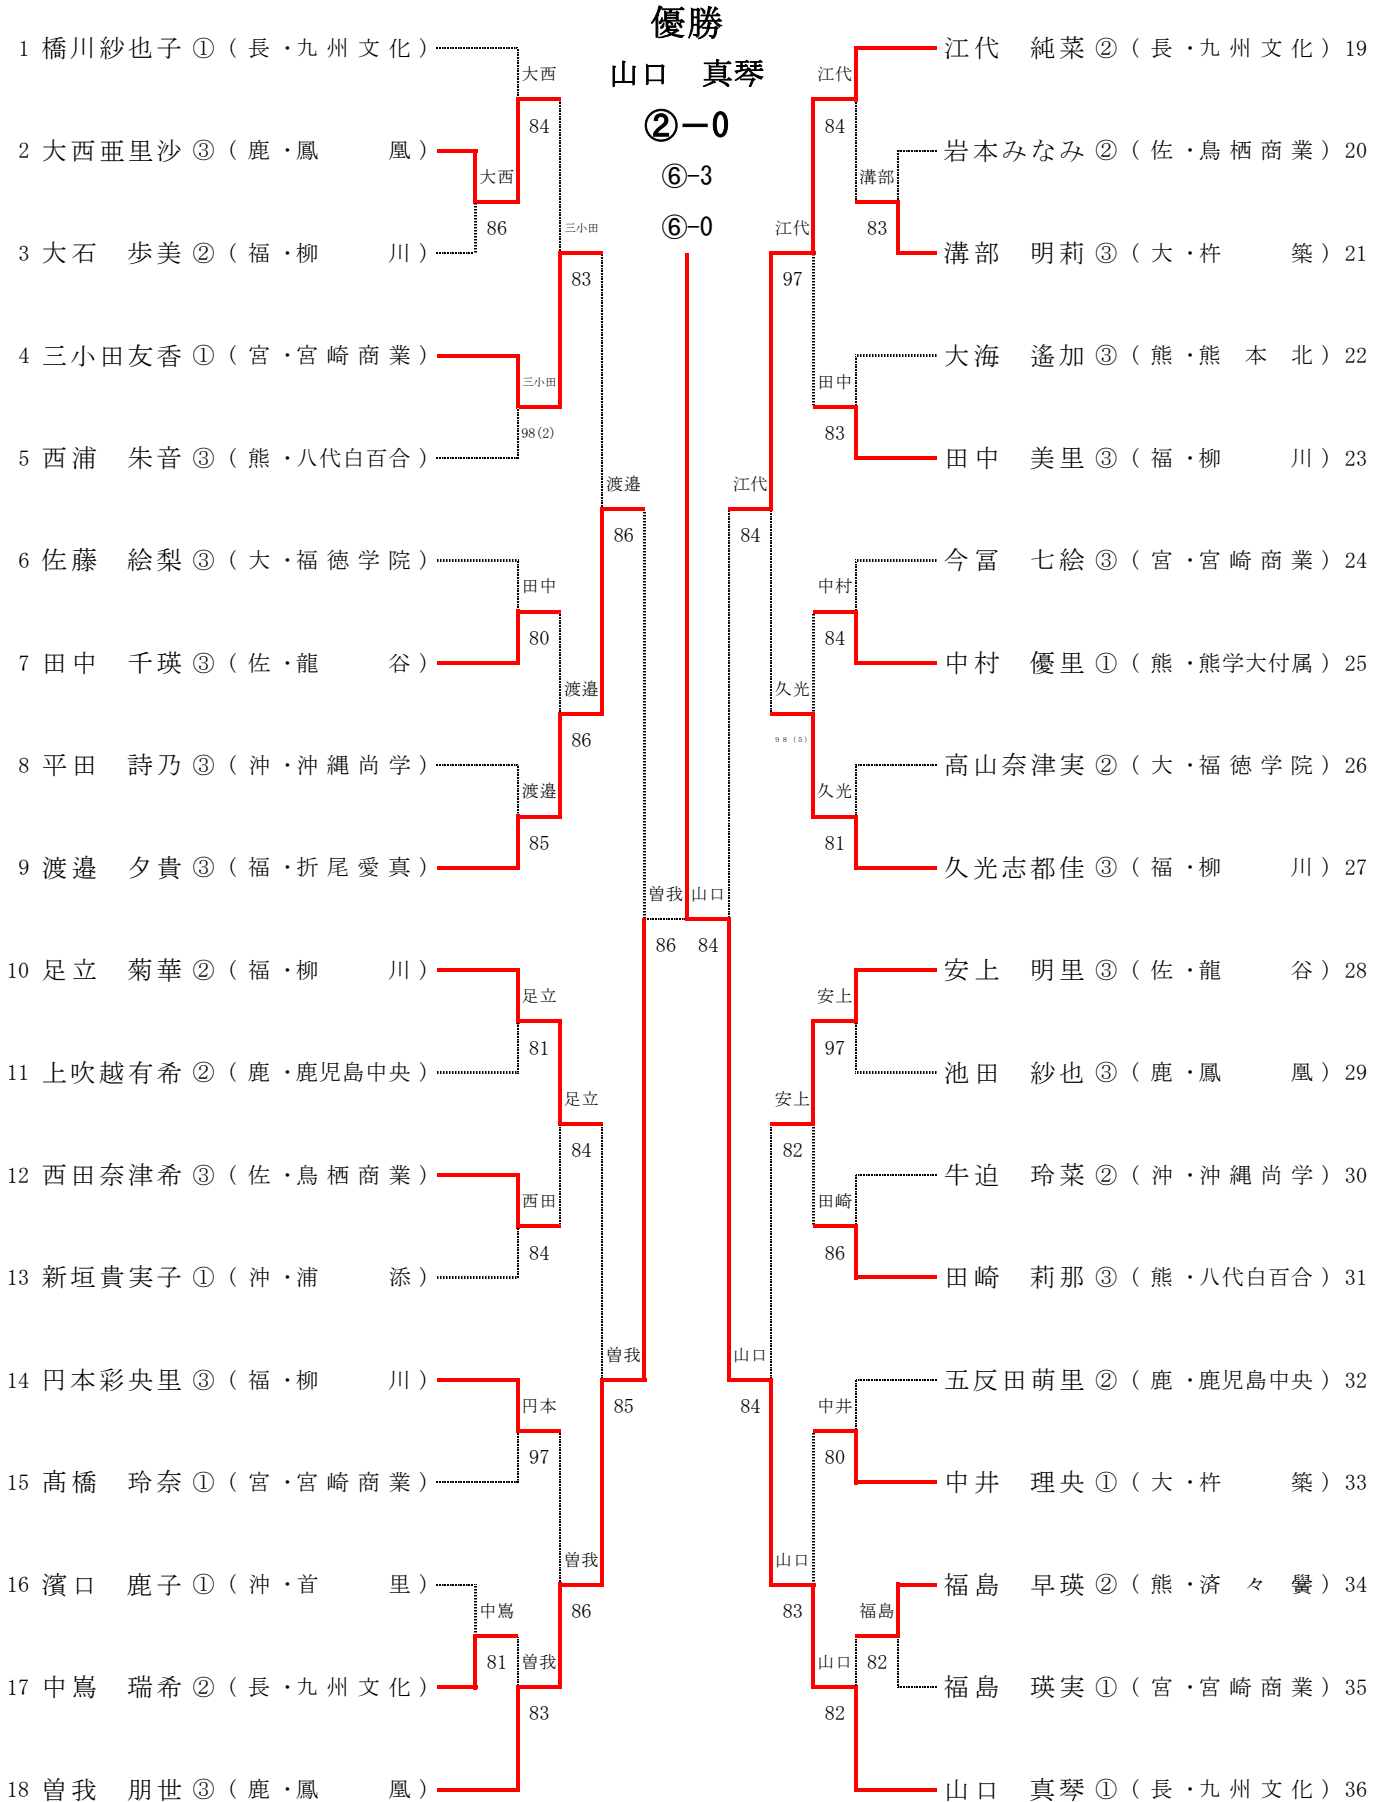 優勝
山口　真琴
②－0
⑥-3
⑥-0
1 橋川紗也子 ① ( 長 ・九州文化 )
2 大西亜里沙 ③ ( 鹿 ・鳳　凰 )
3 大石　歩美 ② ( 福 ・柳　川 )
4 三小田友香 ① ( 宮 ・宮崎商業 )
5 西浦　朱音 ③ ( 熊 ・八代白百合 )
6 佐藤　絵梨 ③ ( 大 ・福徳学院 )
7 田中　千瑛 ③ ( 佐 ・龍　谷 )
8 平田　詩乃 ③ ( 沖 ・沖縄尚学 )
9 渡邉　夕貴 ③ ( 福 ・折尾愛真 )
10 足立　菊華 ② ( 福 ・柳　川 )
11 上吹越有希 ② ( 鹿 ・鹿児島中央 )
12 西田奈津希 ③ ( 佐 ・鳥栖商業 )
13 新垣貴実子 ① ( 沖 ・浦　添 )
14 円本彩央里 ③ ( 福 ・柳　川 )
15 髙橋　玲奈 ① ( 宮 ・宮崎商業 )
16 濱口　鹿子 ① ( 沖 ・首　里 )
17 中嶌　瑞希 ② ( 長 ・九州文化 )
18 曽我　朋世 ③ ( 鹿 ・鳳　凰 )
大西
84
大西
86
三小田
83
三小田
98(2)
渡邉
86
田中
80
渡邉
86
渡邉
85
曽我
86
足立
81
足立
84
西田
84
曽我
85
円本
97
曽我
86
中嶌
81
曽我
83
江代
84
溝部
83
江代
97
田中
83
江代
84
中村
84
久光
98(5)
久光
81
山口
84
安上
97
安上
82
田崎
86
山口
84
中井
80
山口
83
福島
82
山口
82
江代　純菜 ② ( 長 ・九州文化 ) 19
岩本みなみ ② ( 佐 ・鳥栖商業 ) 20
溝部　明莉 ③ ( 大 ・杵　築 ) 21
大海　遙加 ③ ( 熊 ・熊本北 ) 22
田中　美里 ③ ( 福 ・柳　川 ) 23
今冨　七絵 ③ ( 宮 ・宮崎商業 ) 24
中村　優里 ① ( 熊 ・熊学大付属 ) 25
高山奈津実 ② ( 大 ・福徳学院 ) 26
久光志都佳 ③ ( 福 ・柳　川 ) 27
安上　明里 ③ ( 佐 ・龍　谷 ) 28
池田　紗也 ③ ( 鹿 ・鳳　凰 ) 29
牛迫　玲菜 ② ( 沖 ・沖縄尚学 ) 30
田崎　莉那 ③ ( 熊 ・八代白百合 ) 31
五反田萌里 ② ( 鹿 ・鹿児島中央 ) 32
中井　理央 ① ( 大 ・杵　築 ) 33
福島　早瑛 ② ( 熊 ・済々黌 ) 34
福島　瑛実 ① ( 宮 ・宮崎商業 ) 35
山口　真琴 ① ( 長 ・九州文化 ) 36